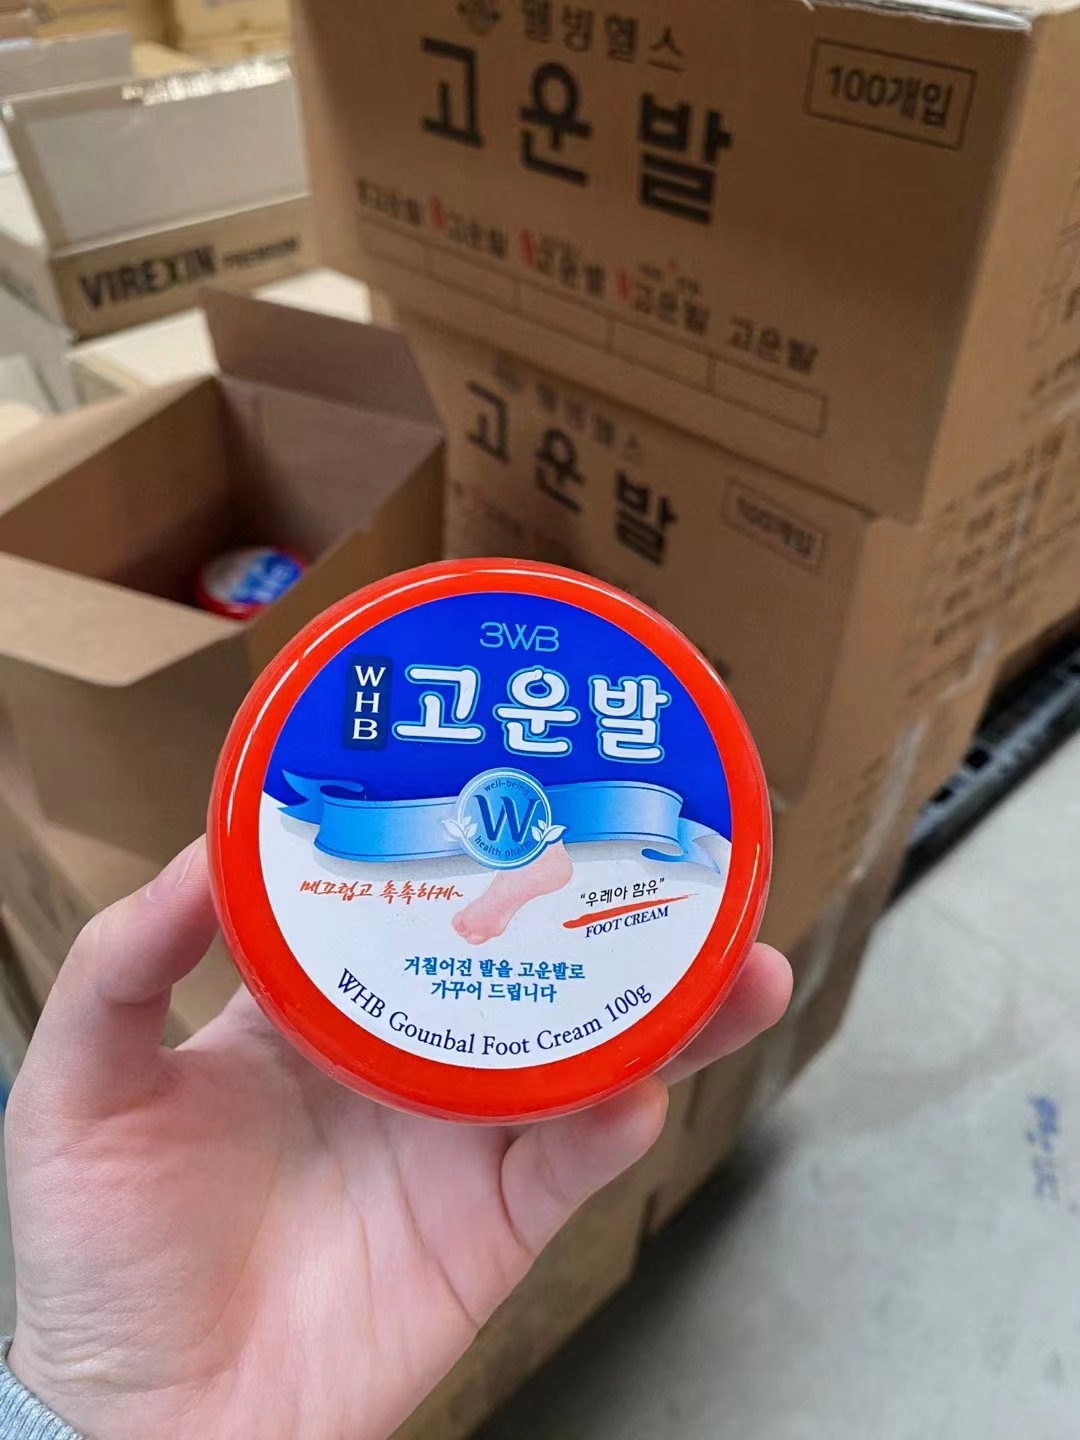 웰빙헬스
고운발
100개입
고운발
고운발
고운발
고운발
고운발
VIREXIN PREMIUM
웰빙헬스
고운발
100개입
3WB
WHB
고운발
well-being
W
health pharm
매끄럽고 촉촉하게~
"우레아 함유"
FOOT CREAM
거칠어진 발을 고운발로
가꾸어 드립니다
WHB Gounbal Foot Cream 100g